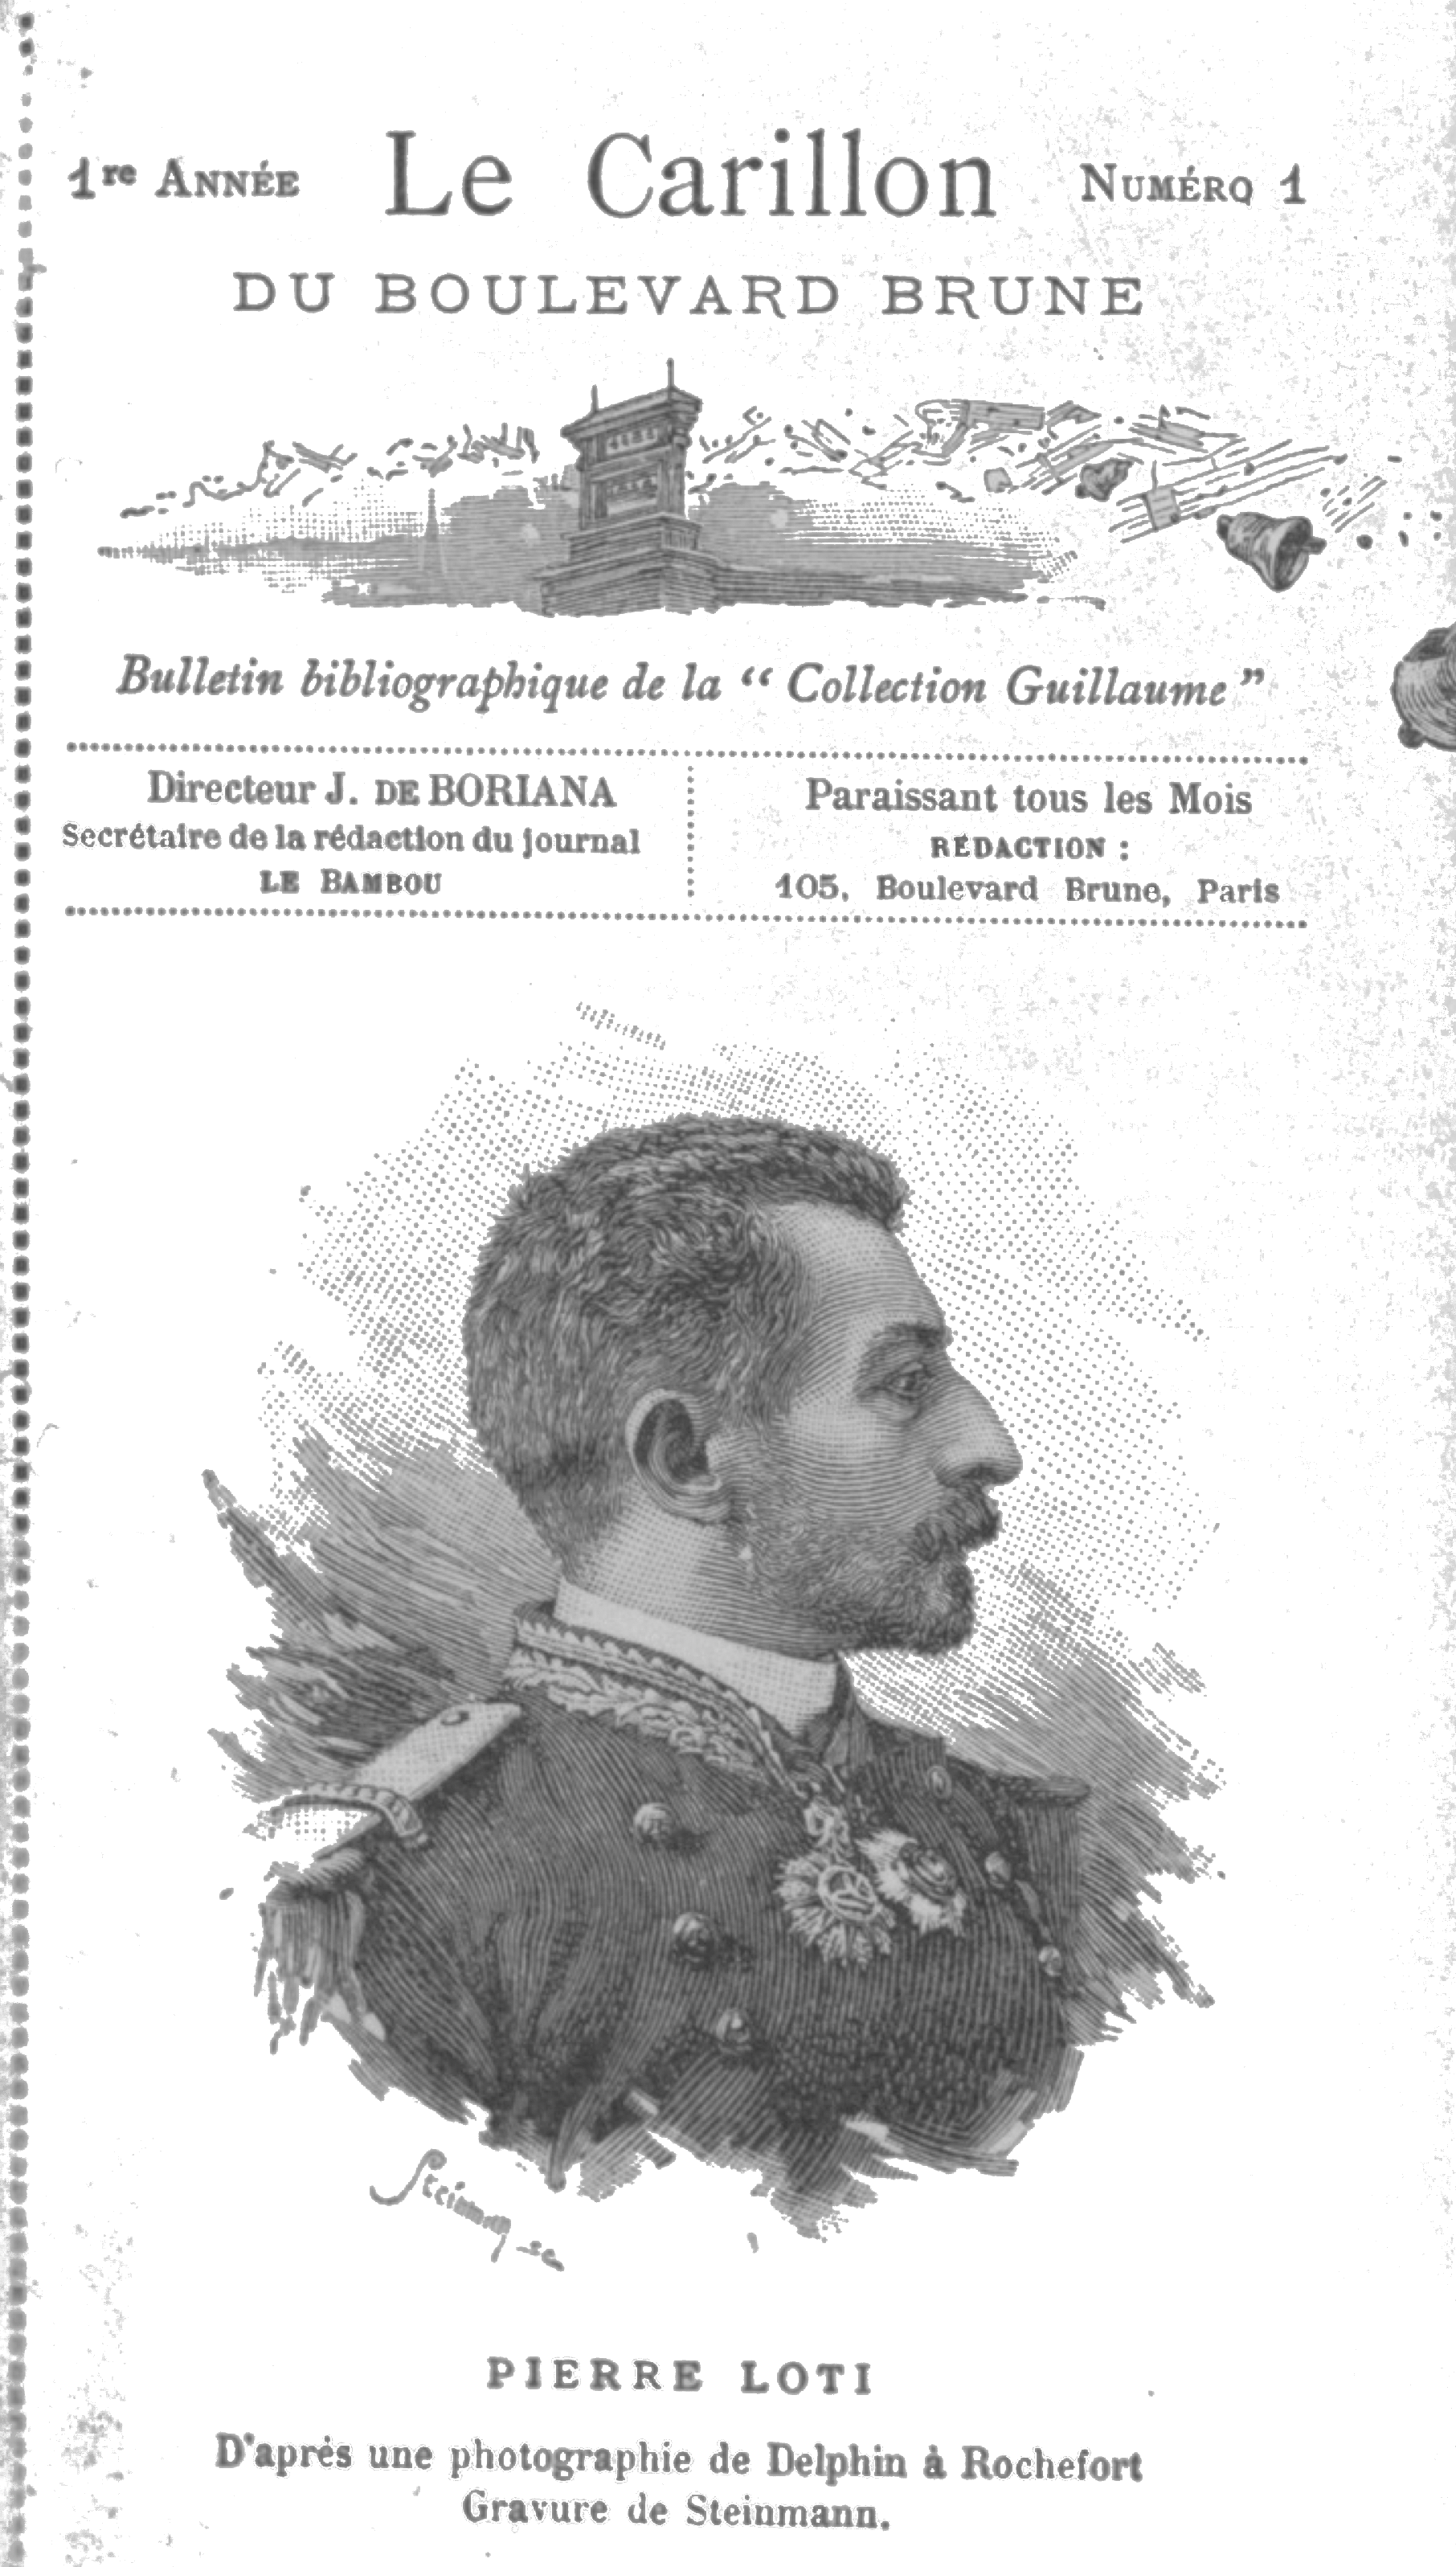 1re ANNÉE Le Carillon NUMÉRO 1
DU BOULEVARD BRUNE
Bulletin bibliographique de la “ Collection Guillaume ”
Directeur J. DE BORIANA
Secrétaire de la rédaction du journal
LE BAMBOU
Paraissant tous les Mois
RÉDACTION :
105, Boulevard Brune, Paris
Steinmann sc
PIERRE LOTI
D'après une photographie de Delphin à Rochefort
Gravure de Steinmann.